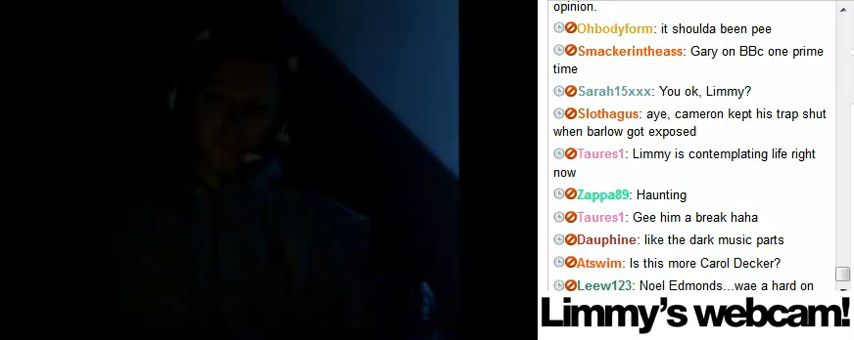 opinion.
Ohbodyform: it shoulda been pee
Smackerintheass: Gary on BBc one prime
time
Sarah15xxx: You ok, Limmy?
Slothagus: aye, cameron kept his trap shut
when barlow got exposed
Taures1: Limmy is contemplating life right
now
Zappa89: Haunting
Taures1: Gee him a break haha
Dauphine: like the dark music parts
Atswim: Is this more Carol Decker?
Leew123: Noel Edmonds...wae a hard on
Limmy's webcam!